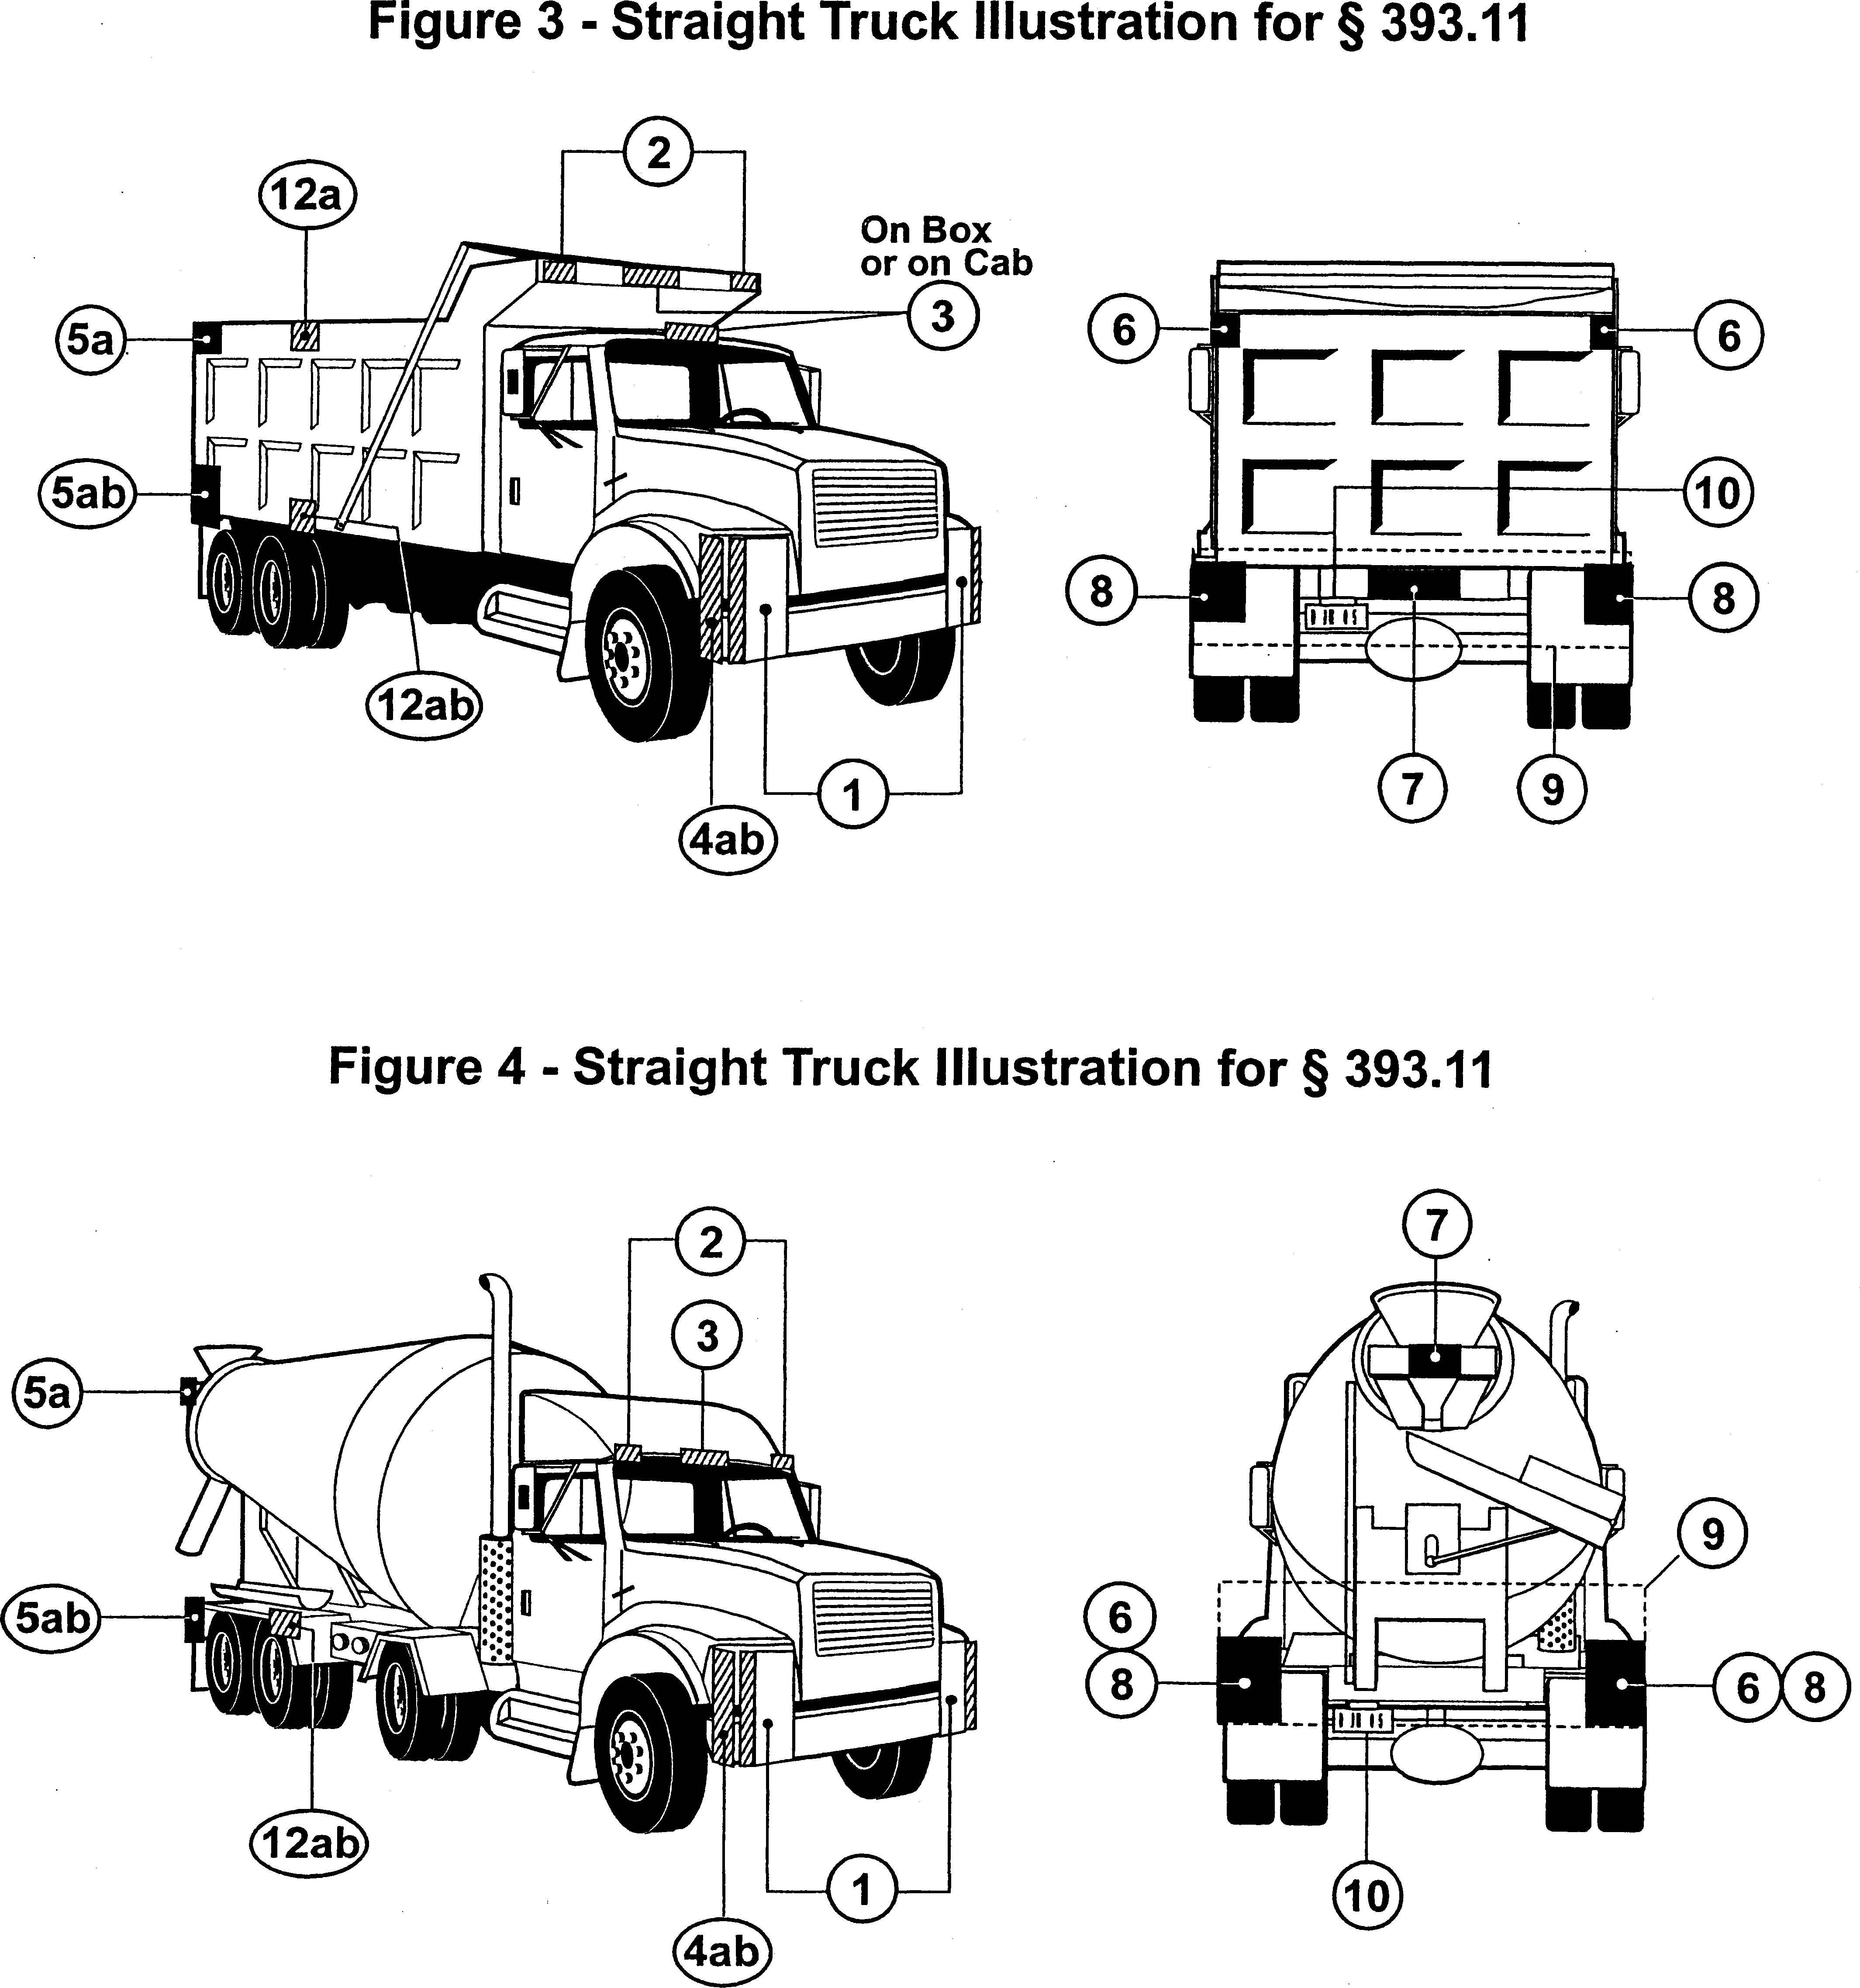 Figure 3 - Straight Truck Illustration for § 393.11
2
12a
On Box
or on Cab
3
5a
6
6
5ab
10
8
8
12ab
7
9
1
4ab
Figure 4 - Straight Truck Illustration for § 393.11
7
2
3
5a
9
5ab
6
8
6
8
12ab
1
10
4ab